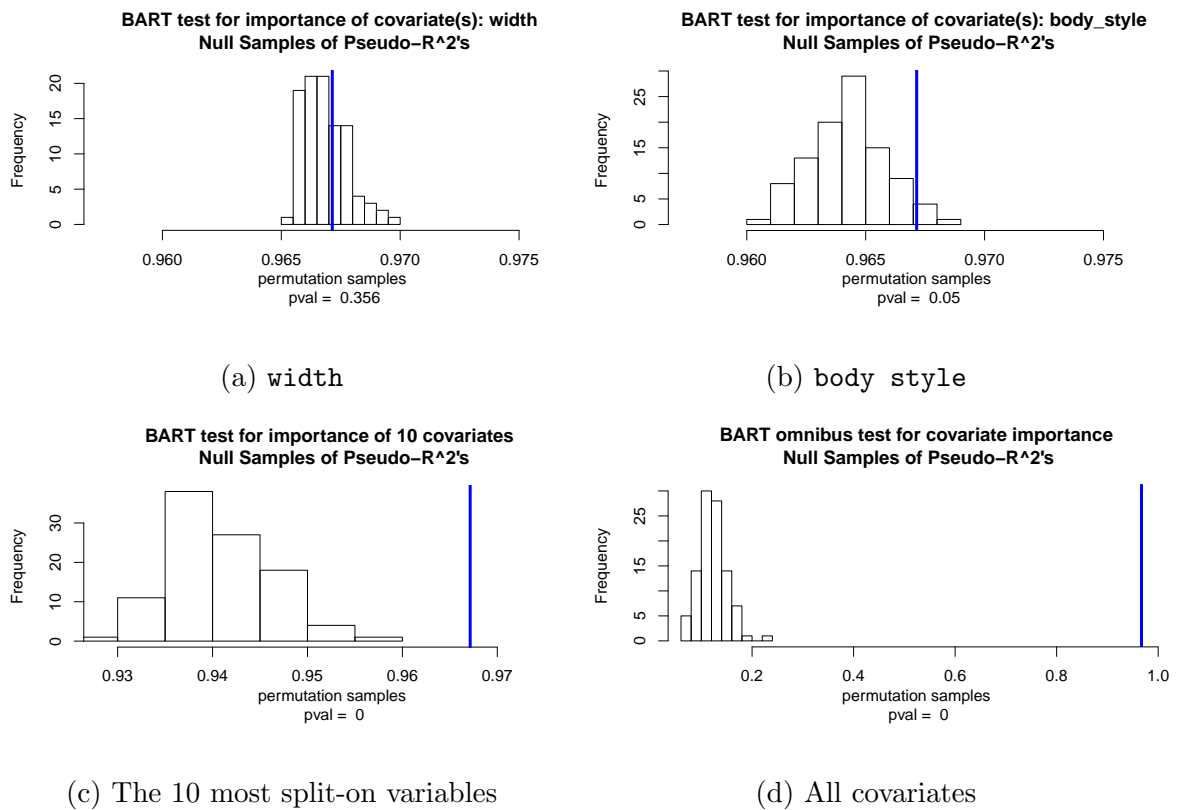 BART test for importance of covariate(s): width
Null Samples of Pseudo−R^2's
Frequency
0 5 10 15 20
0.960 0.965 0.970 0.975
permutation samples
pval = 0.356
(a) width
BART test for importance of covariate(s): body_style
Null Samples of Pseudo−R^2's
Frequency
0 5 15 25
0.960 0.965 0.970 0.975
permutation samples
pval = 0.05
(b) body style
BART test for importance of 10 covariates
Null Samples of Pseudo−R^2's
Frequency
0 10 20 30
0.93 0.94 0.95 0.96 0.97
permutation samples
pval = 0
(c) The 10 most split-on variables
BART omnibus test for covariate importance
Null Samples of Pseudo−R^2's
Frequency
0 5 15 25
0.2 0.4 0.6 0.8 1.0
permutation samples
pval = 0
(d) All covariates